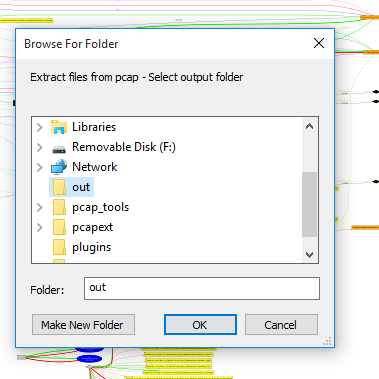 Browse For Folder
Extract files from pcap - Select output folder
Libraries
Removable Disk (F:)
Network
out
pcap_tools
pcapext
plugins
Folder:
out
Make New Folder
OK
Cancel